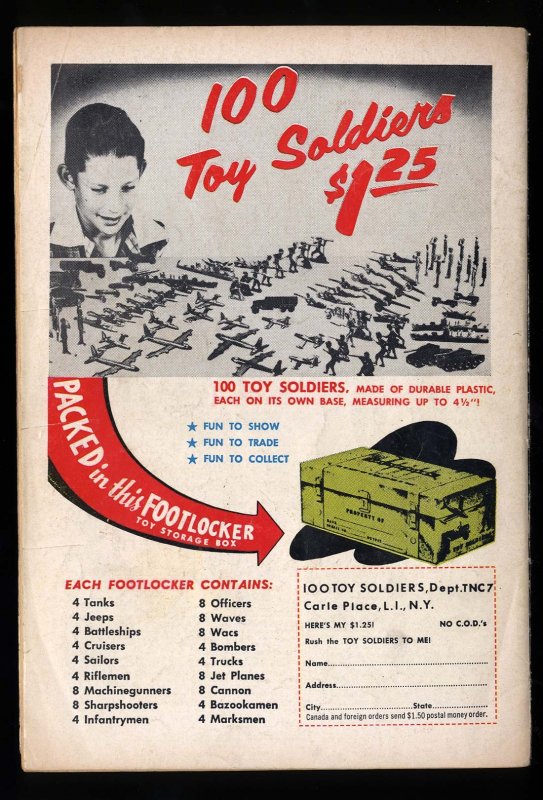 100
Toy Soldiers
$1.25
100 TOY SOLDIERS, MADE OF DURABLE PLASTIC,
EACH ON ITS OWN BASE, MEASURING UP TO 4½"!
★ FUN TO SHOW
★ FUN TO TRADE
★ FUN TO COLLECT
PACKED in this FOOTLOCKER
TOY STORAGE BOX
PROPERTY OF
EACH FOOTLOCKER CONTAINS:
4 Tanks
4 Jeeps
4 Battleships
4 Cruisers
4 Sailors
4 Riflemen
8 Machinegunners
8 Sharpshooters
4 Infantrymen
8 Officers
8 Waves
8 Wacs
4 Bombers
4 Trucks
8 Jet Planes
8 Cannon
4 Bazookamen
4 Marksmen
100 TOY SOLDIERS, Dept. TNC7
Carle Place, L.I., N.Y.
HERE'S MY $1.25! NO C.O.D.'s
Rush the TOY SOLDIERS TO ME!
Name
Address
City State
Canada and foreign orders send $1.50 postal money order.